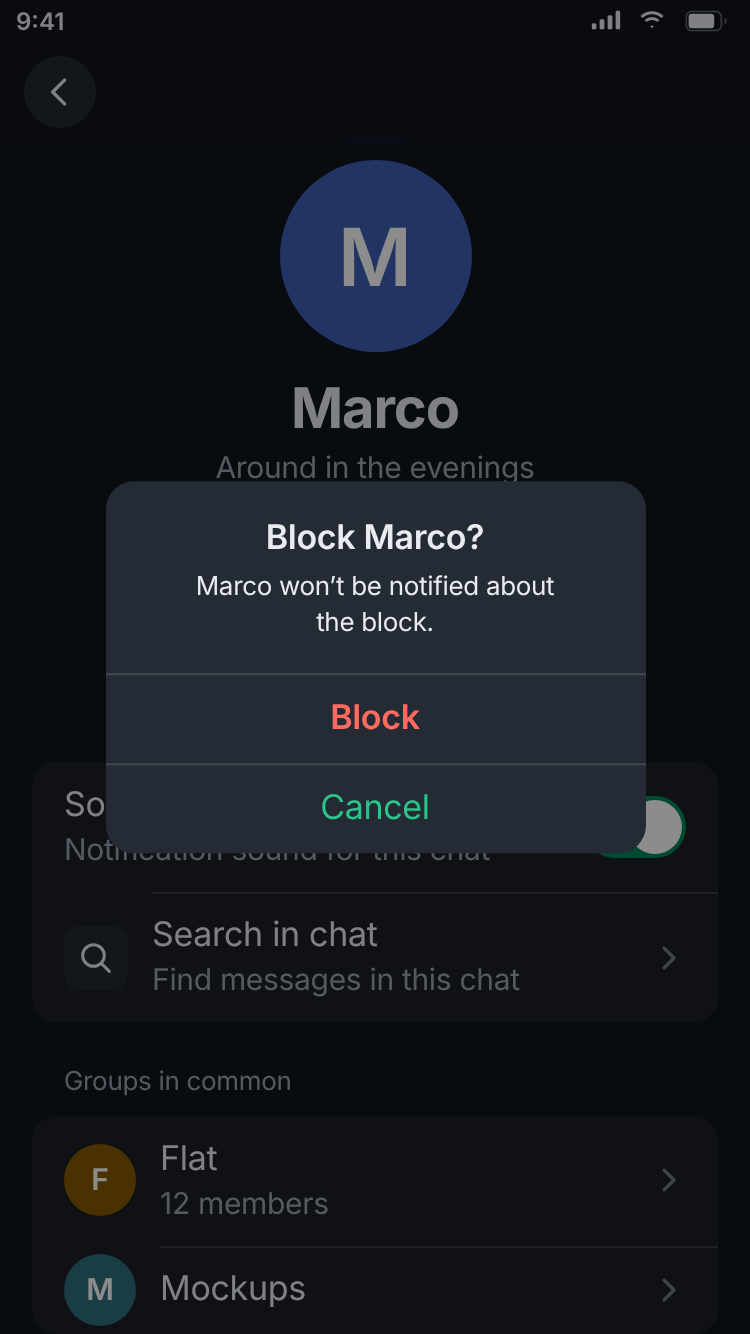 9:41
M
Marco
Around in the evenings
Block Marco?
Marco won’t be notified about
the block.
Block
Cancel
Search in chat
Find messages in this chat
Groups in common
F
Flat
12 members
M
Mockups